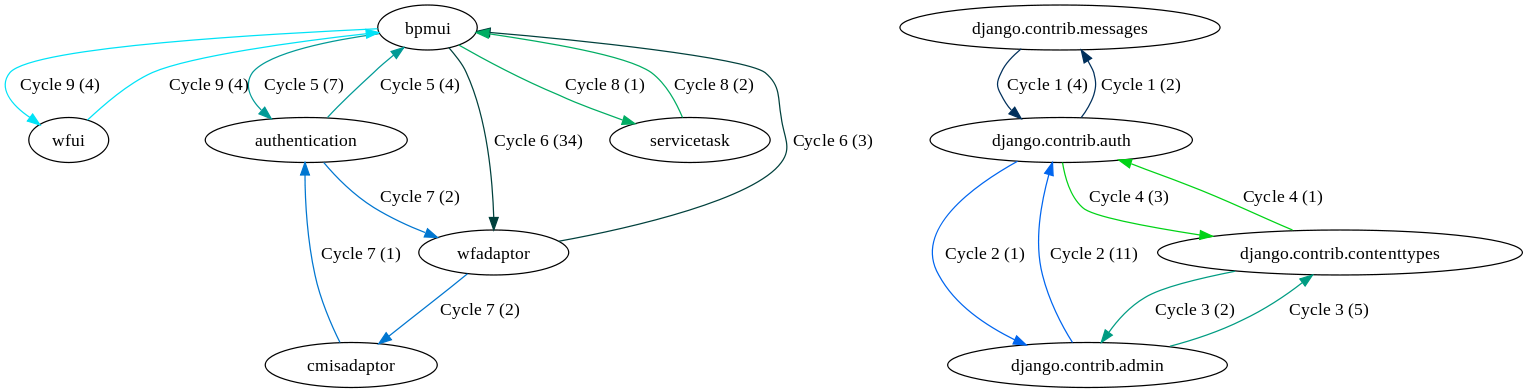 bpmui
django.contrib.messages
Cycle 9 (4)
Cycle 9 (4)
Cycle 5 (7)
Cycle 5 (4)
Cycle 8 (1)
Cycle 8 (2)
Cycle 1 (4)
Cycle 1 (2)
wfui
authentication
Cycle 6 (34)
servicetask
Cycle 6 (3)
django.contrib.auth
Cycle 7 (2)
Cycle 4 (3)
Cycle 4 (1)
Cycle 7 (1)
wfadaptor
Cycle 2 (1)
Cycle 2 (11)
django.contrib.contenttypes
Cycle 7 (2)
Cycle 3 (2)
Cycle 3 (5)
cmisadaptor
django.contrib.admin